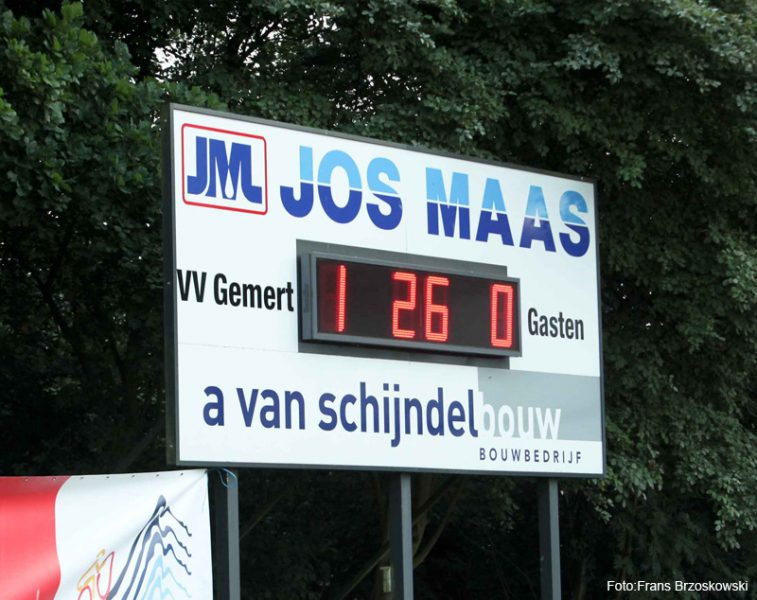 JML JOS MAAS
VV Gemert 1 26 0 Gasten
a van schijndelbouw
BOUWBEDRIJF
Foto:Frans Brzoskowski